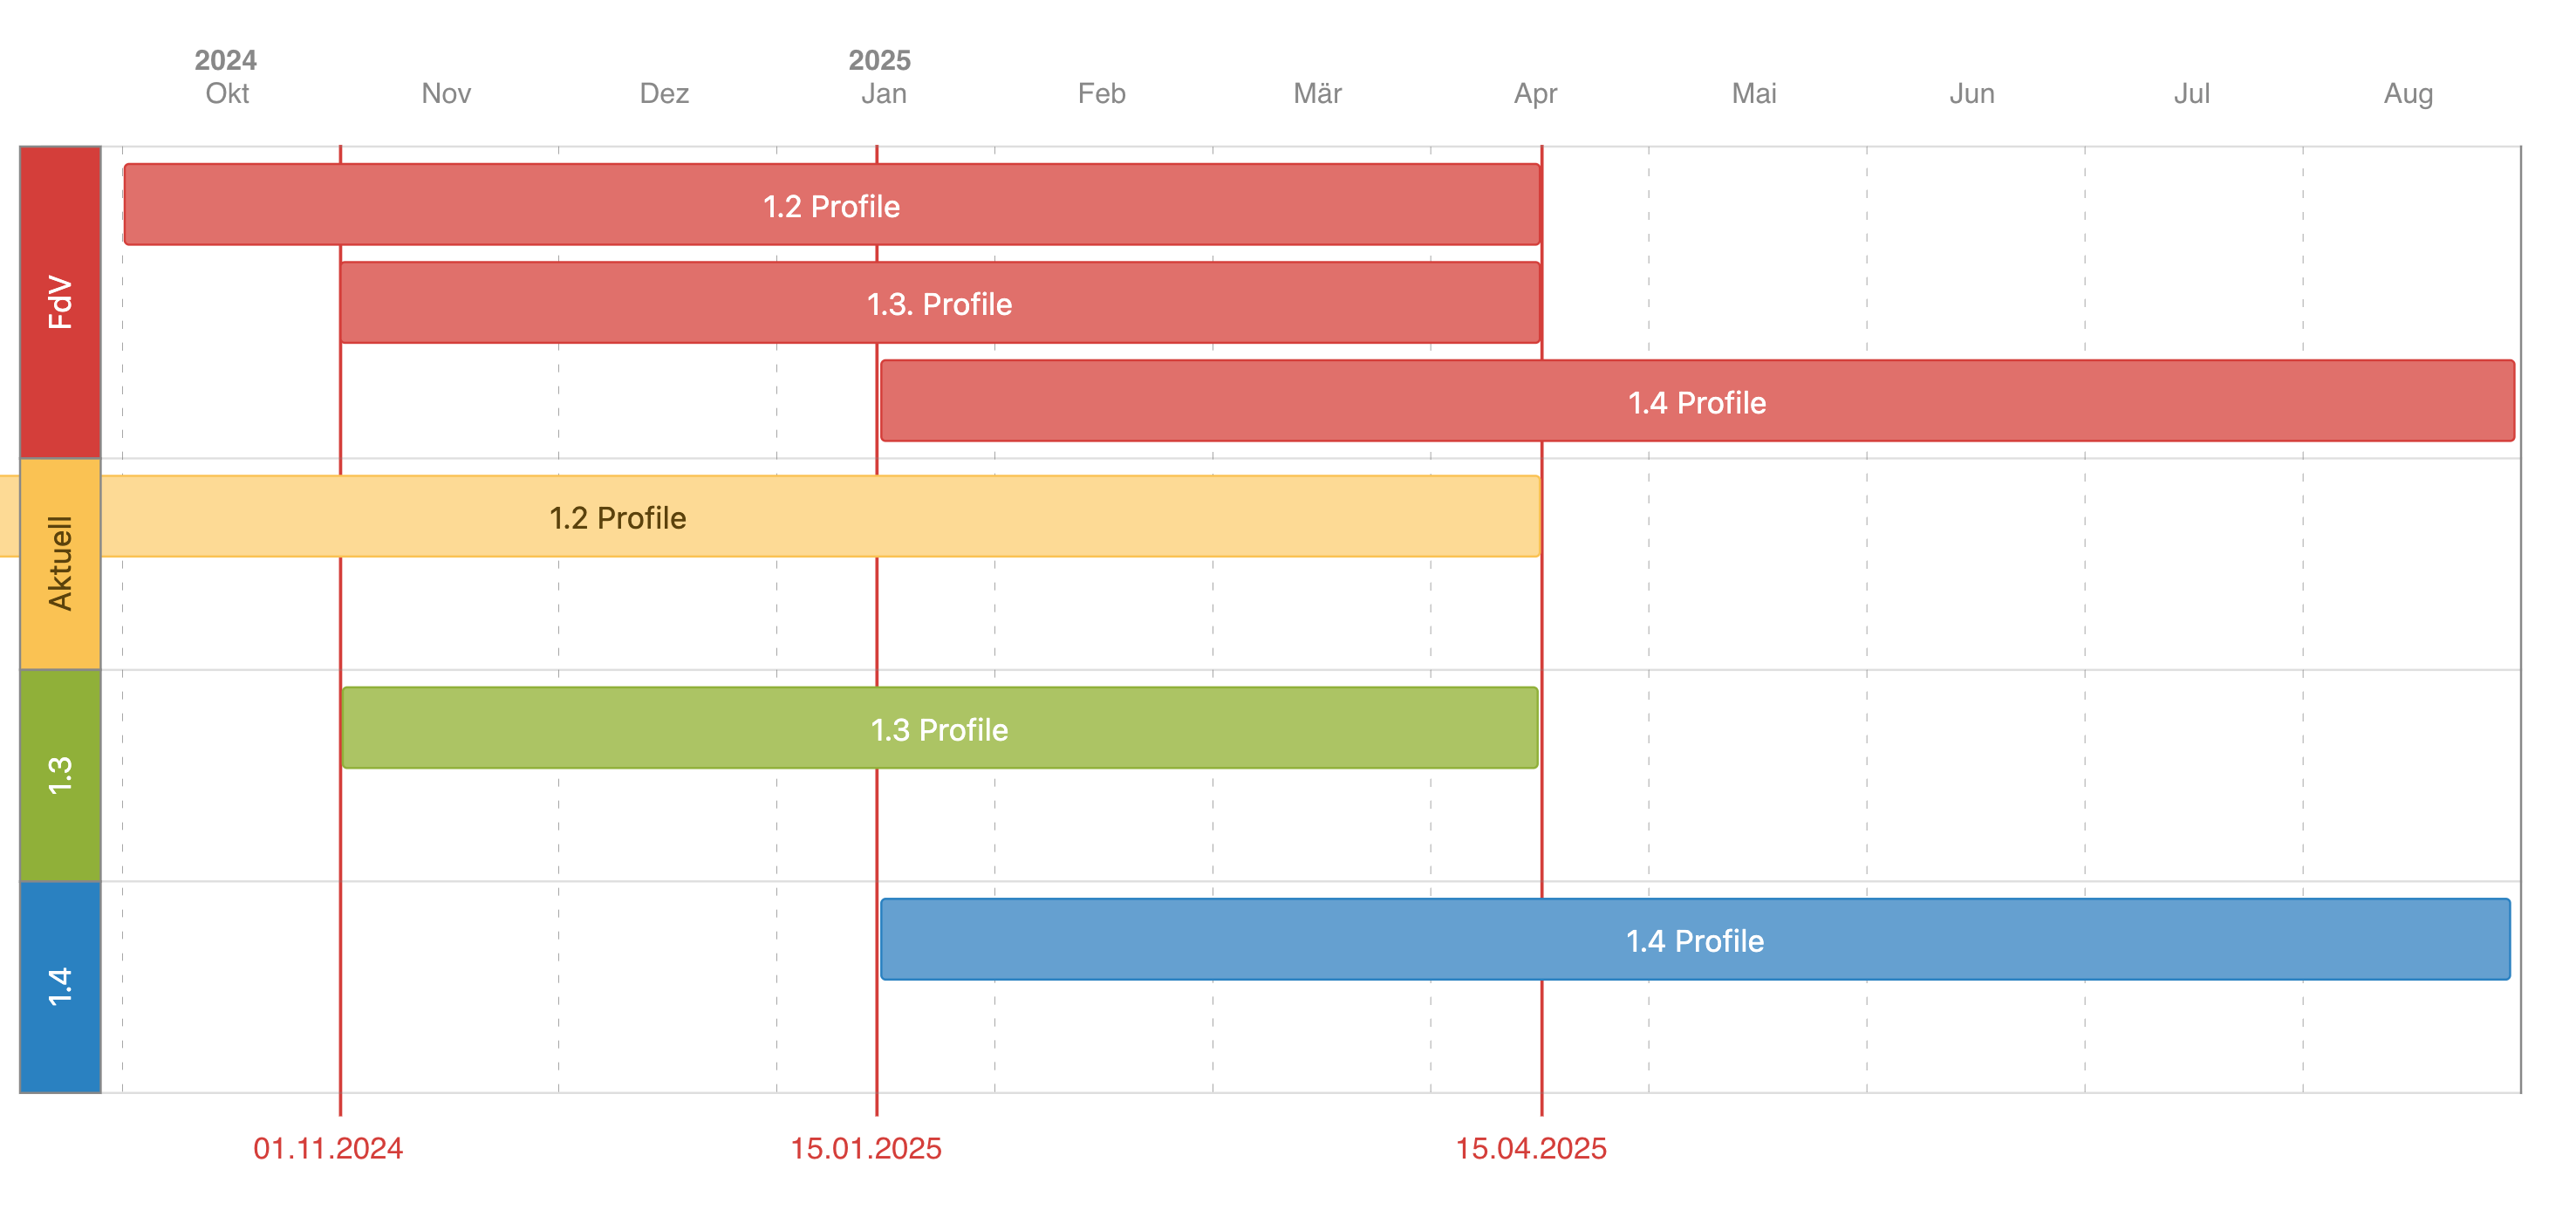 2024 2025
Okt Nov Dez Jan Feb Mär Apr Mai Jun Jul Aug
FdV
1.2 Profile
1.3. Profile
1.4 Profile
Aktuell
1.2 Profile
1.3
1.3 Profile
1.4
1.4 Profile
01.11.2024 15.01.2025 15.04.2025